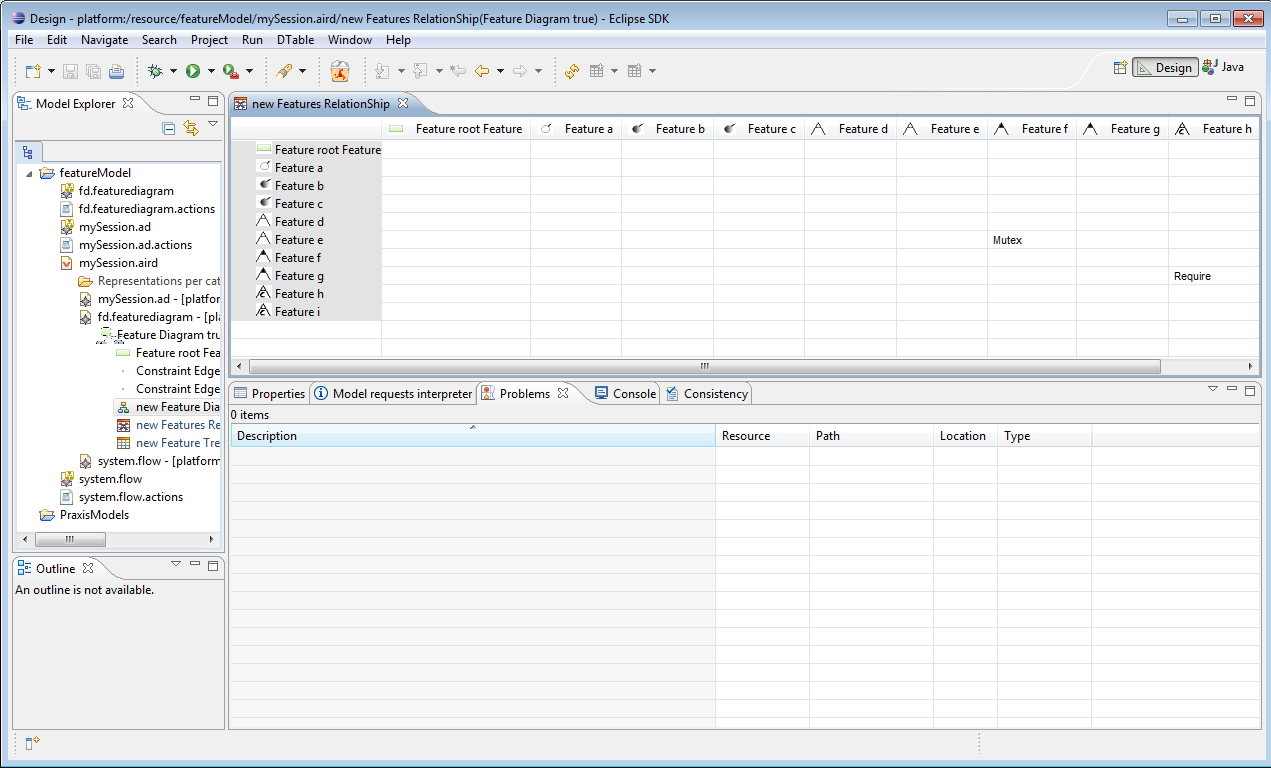 Design - platform:/resource/featureModel/mySession.aird/new Features RelationShip(Feature Diagram true) - Eclipse SDK
File Edit Navigate Search Project Run DTable Window Help
Design Java
Model Explorer
featureModel
fd.featurediagram
fd.featurediagram.actions
mySession.ad
mySession.ad.actions
mySession.aird
Representations per cat
mySession.ad - [platfor
fd.featurediagram - [pla
Feature Diagram tru
Feature root Fea
Constraint Edge
Constraint Edge
new Feature Dia
new Features Re
new Feature Tre
system.flow - [platform
system.flow
system.flow.actions
PraxisModels
Outline
An outline is not available.
new Features RelationShip
Feature root Feature Feature a Feature b Feature c Feature d Feature e Feature f Feature g Feature h
Feature root Feature
Feature a
Feature b
Feature c
Feature d
Feature e Mutex
Feature f
Feature g Require
Feature h
Feature i
Properties Model requests interpreter Problems Console Consistency
0 items
Description Resource Path Location Type